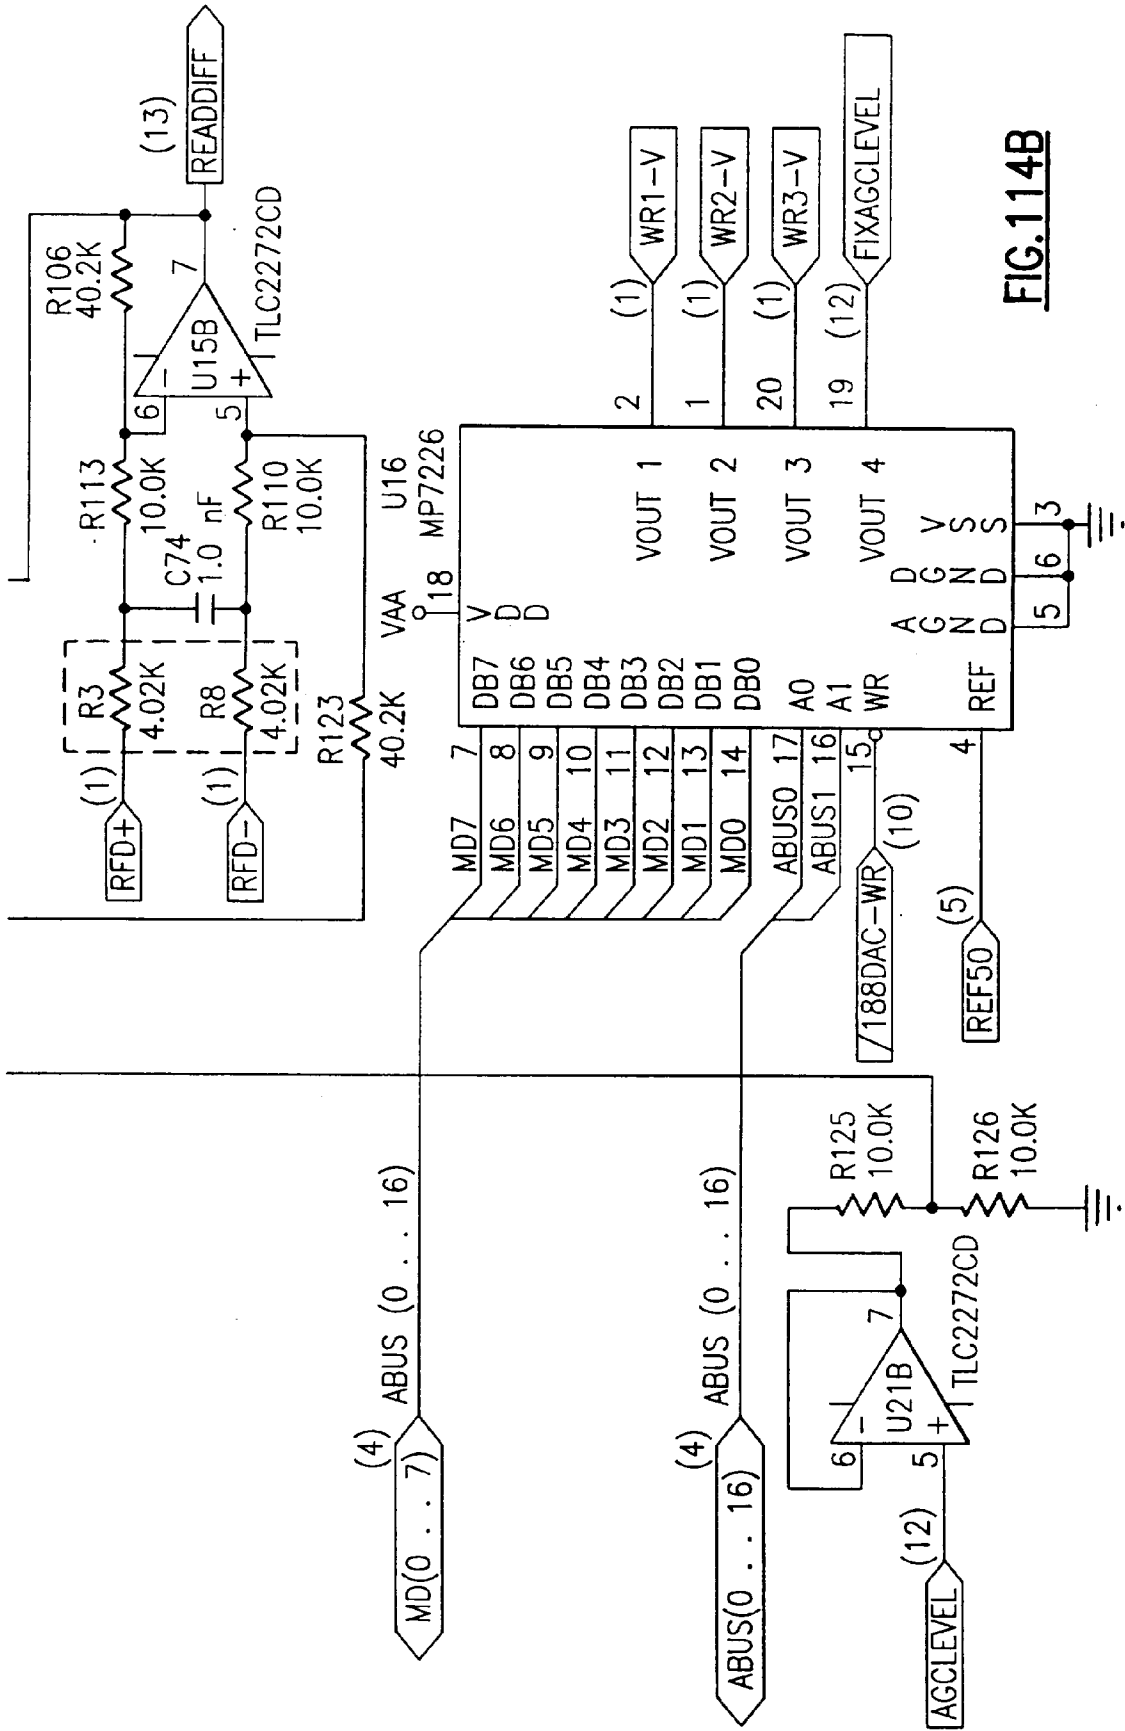 (13)
READDIFF
R106
40.2K
7
U15B
TLC2272CD
6
-
5
+
R113
10.0K
C74
1.0 nF
R110
10.0K
R3
4.02K
R8
4.02K
(1)
RFD+
(1)
RFD-
R123
40.2K
U16
MP7226
VAA
18
VDD
MD7 7 DB7
MD6 8 DB6
MD5 9 DB5
MD4 10 DB4
MD3 11 DB3
MD2 12 DB2
MD1 13 DB1
MD0 14 DB0
ABUS0 17 A0
ABUS1 16 A1
15 WR
/188DAC-WR
(10)
4 REF
REF50
(5)
VOUT 1 2 (1) WR1-V
VOUT 2 1 (1) WR2-V
VOUT 3 20 (1) WR3-V
VOUT 4 19 (12) FIXAGCLEVEL
AGND
DGND
VSS
5
6
3
MD(0 . . 7)
(4)
ABUS (0 . . 16)
ABUS(0 . . 16)
(4)
ABUS (0 . . 16)
AGCLEVEL
(12)
6
-
5
+
U21B
7
TLC2272CD
R125
10.0K
R126
10.0K
FIG.114B